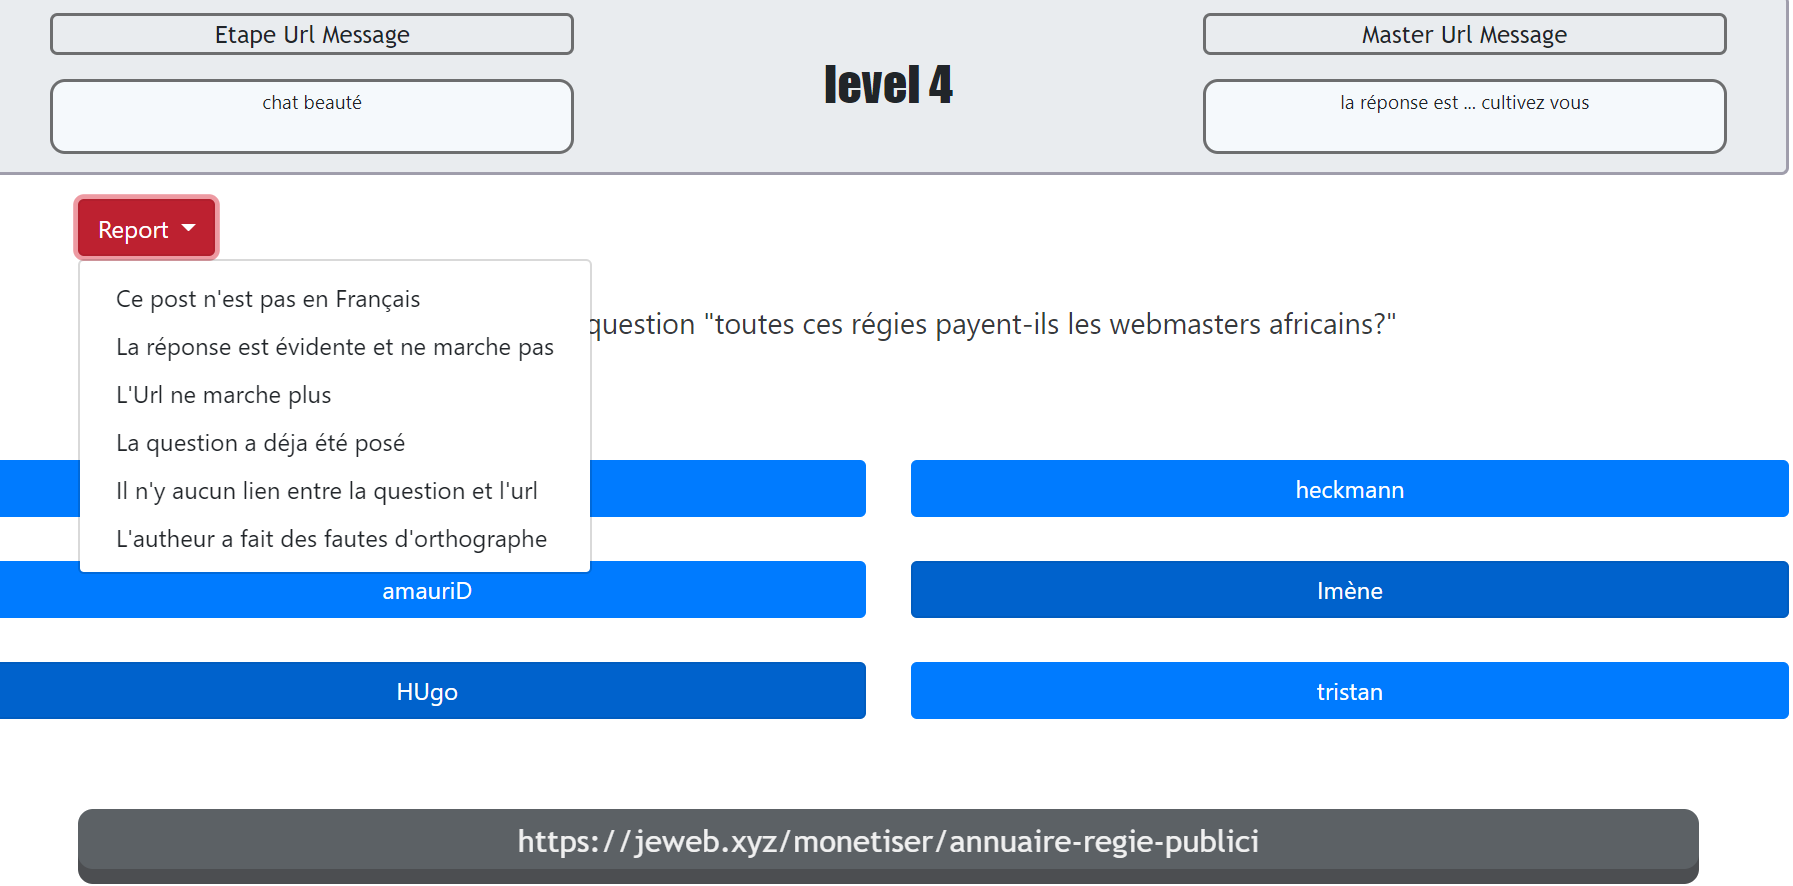 Etape Url Message
Master Url Message
chat beauté
level 4
la réponse est ... cultivez vous
Report
Ce post n'est pas en Français
question "toutes ces régies payent-ils les webmasters africains?"
La réponse est évidente et ne marche pas
L'Url ne marche plus
La question a déja été posé
Il n'y aucun lien entre la question et l'url
heckmann
L'autheur a fait des fautes d'orthographe
amauriD
Imène
HUgo
tristan
https://jeweb.xyz/monetiser/annuaire-regie-publici